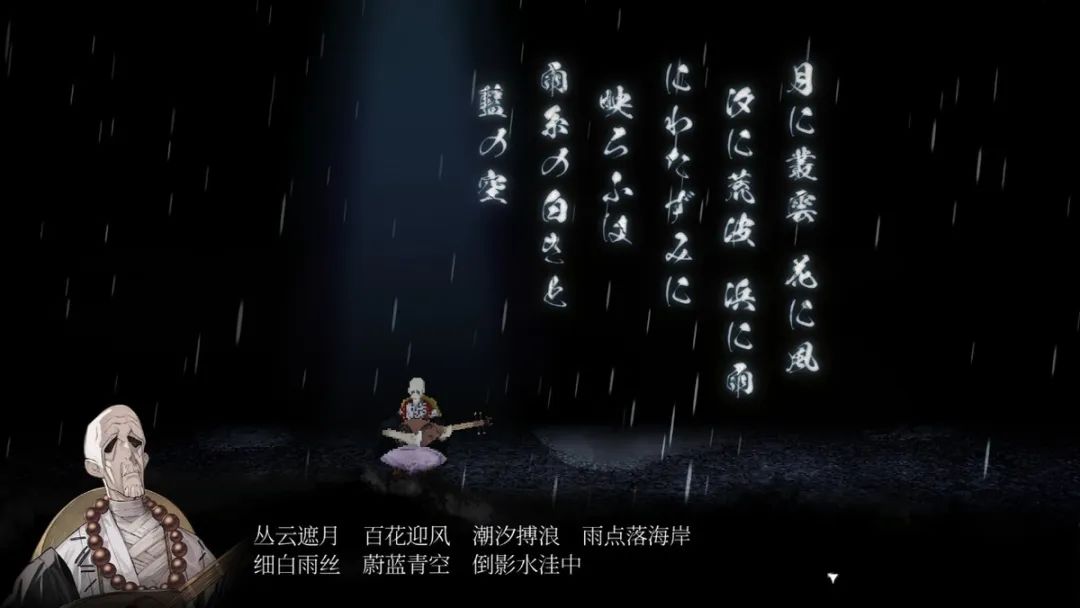 月に叢雲　花に風
汐に荒波　浜に雨
にわたずみに
映ろふは
雨糸の白さと
藍の空
丛云遮月　百花迎风　潮汐搏浪　雨点落海岸
细白雨丝　蔚蓝青空　倒影水洼中